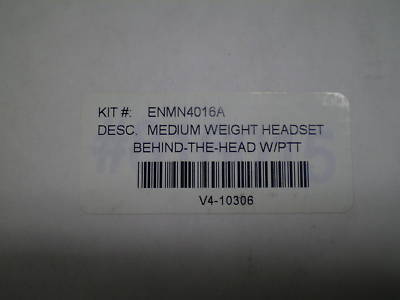 KIT #: ENMN4016A
DESC. MEDIUM WEIGHT HEADSET
BEHIND-THE-HEAD W/PTT
V4-10306